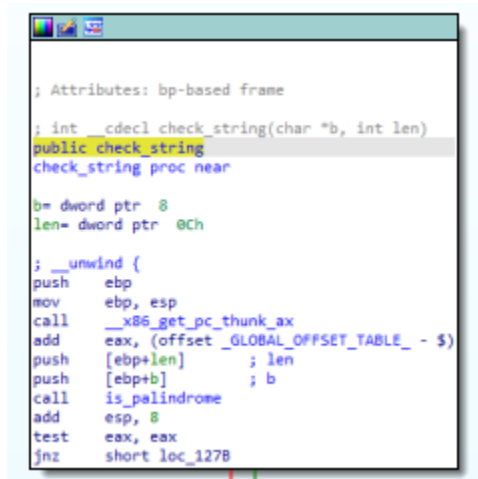 ; Attributes: bp-based frame
; int __cdecl check_string(char *b, int len)
public check_string
check_string proc near
b= dword ptr  8
len= dword ptr  0Ch
; __unwind {
push    ebp
mov     ebp, esp
call    __x86_get_pc_thunk_ax
add     eax, (offset _GLOBAL_OFFSET_TABLE_ - $)
push    [ebp+len]       ; len
push    [ebp+b]         ; b
call    is_palindrome
add     esp, 8
test    eax, eax
jnz     short loc_127B